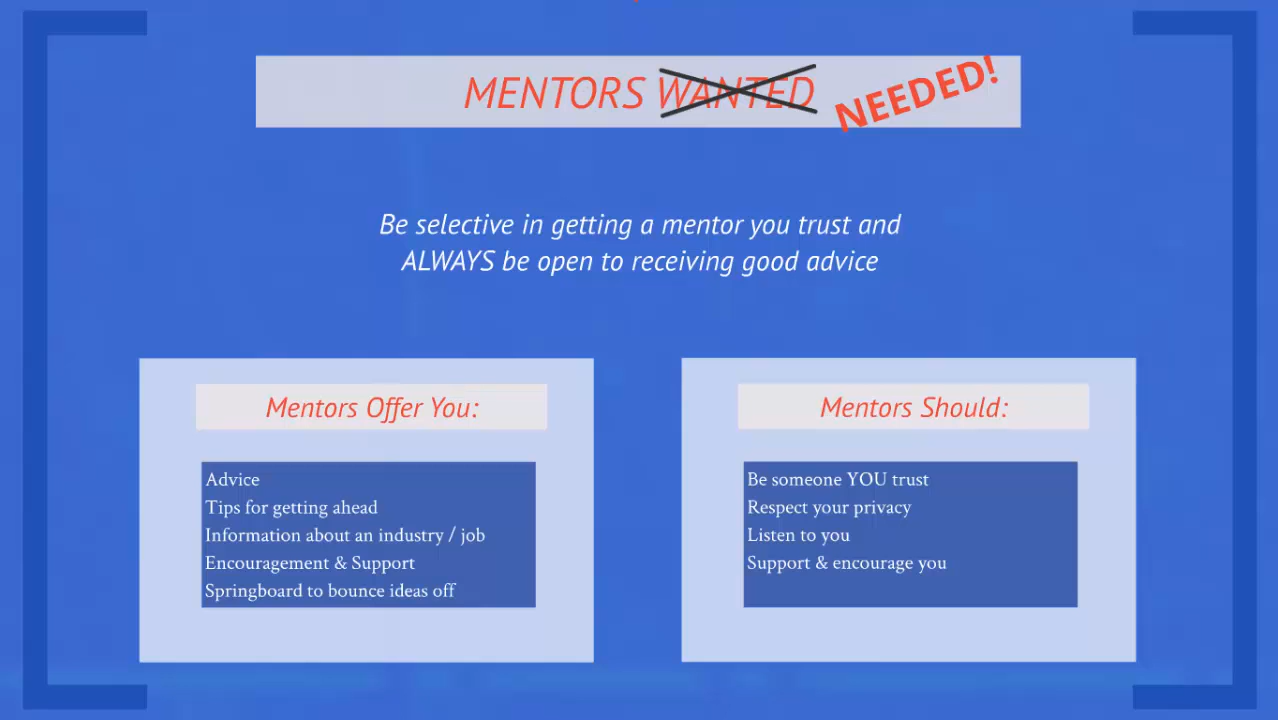 MENTORS WANTED NEEDED!
Be selective in getting a mentor you trust and
ALWAYS be open to receiving good advice
Mentors Offer You:
Advice
Tips for getting ahead
Information about an industry / job
Encouragement & Support
Springboard to bounce ideas off
Mentors Should:
Be someone YOU trust
Respect your privacy
Listen to you
Support & encourage you